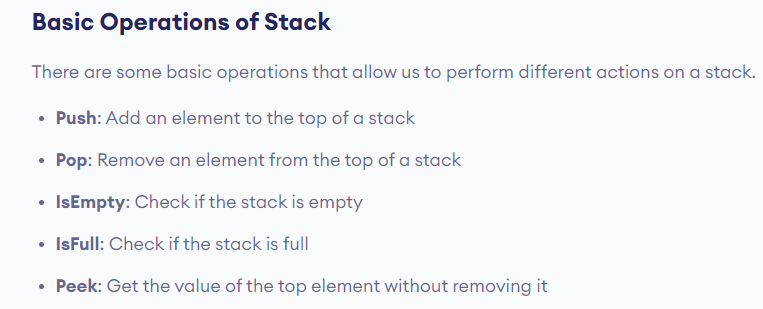 Basic Operations of Stack
There are some basic operations that allow us to perform different actions on a stack.
• Push: Add an element to the top of a stack
• Pop: Remove an element from the top of a stack
• IsEmpty: Check if the stack is empty
• IsFull: Check if the stack is full
• Peek: Get the value of the top element without removing it